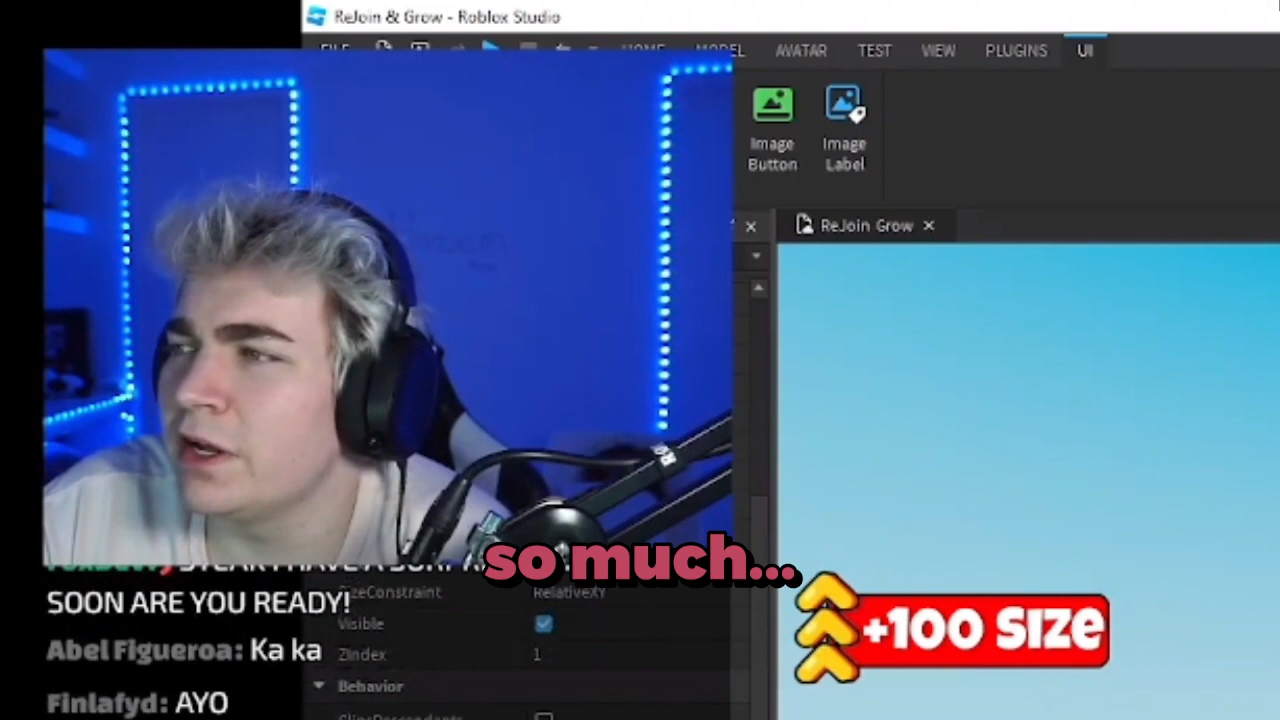 ReJoin & Grow - Roblox Studio
FILE HOME MODEL AVATAR TEST VIEW PLUGINS UI
Image Button
Image Label
ReJoin Grow
so much...
SOON ARE YOU READY!
Abel Figueroa: Ka ka
Finlafyd: AYO
SizeConstraint RelativeXY
Visible
ZIndex 1
Behavior
ClipsDescendants
+100 SIZE